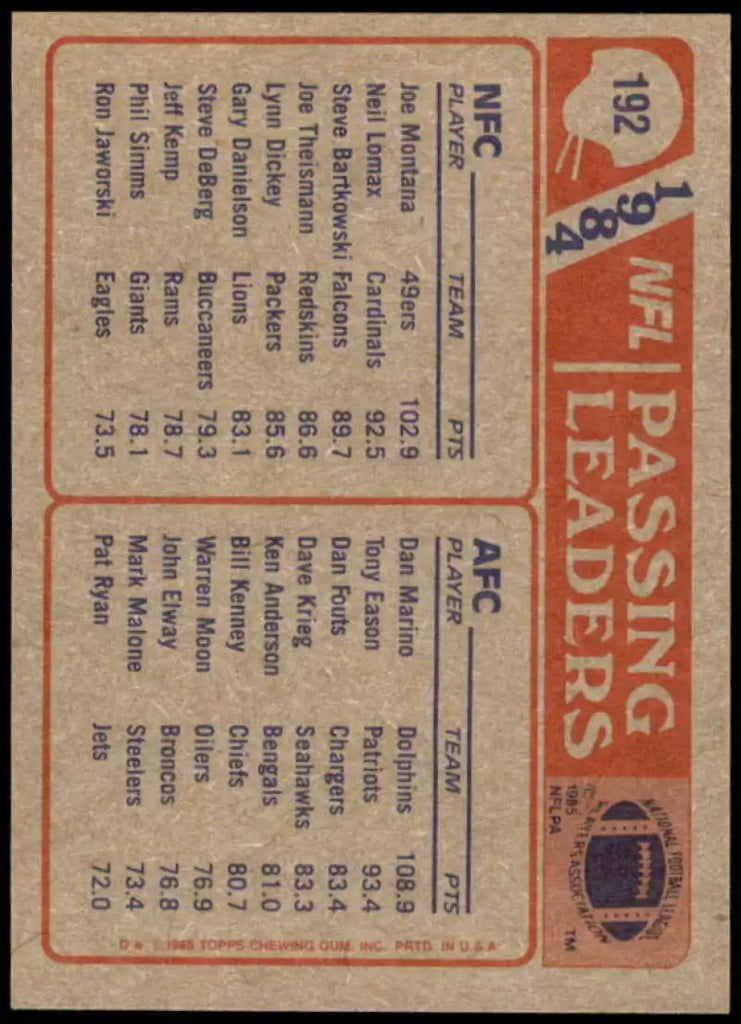 192
1984
NFL PASSING
LEADERS
NATIONAL FOOTBALL LEAGUE
PLAYERS ASSOCIATION
© 1985
NFLPA
TM
NFC
PLAYER TEAM PTS
Joe Montana 49ers 102.9
Neil Lomax Cardinals 92.5
Steve Bartkowski Falcons 89.7
Joe Theismann Redskins 86.6
Lynn Dickey Packers 85.6
Gary Danielson Lions 83.1
Steve DeBerg Buccaneers 79.3
Jeff Kemp Rams 78.7
Phil Simms Giants 78.1
Ron Jaworski Eagles 73.5
AFC
PLAYER TEAM PTS
Dan Marino Dolphins 108.9
Tony Eason Patriots 93.4
Dan Fouts Chargers 83.4
Dave Krieg Seahawks 83.3
Ken Anderson Bengals 81.0
Bill Kenney Chiefs 80.7
Warren Moon Oilers 76.9
John Elway Broncos 76.8
Mark Malone Steelers 73.4
Pat Ryan Jets 72.0
D* © 1985 TOPPS CHEWING GUM, INC. PRTD. IN U.S.A.